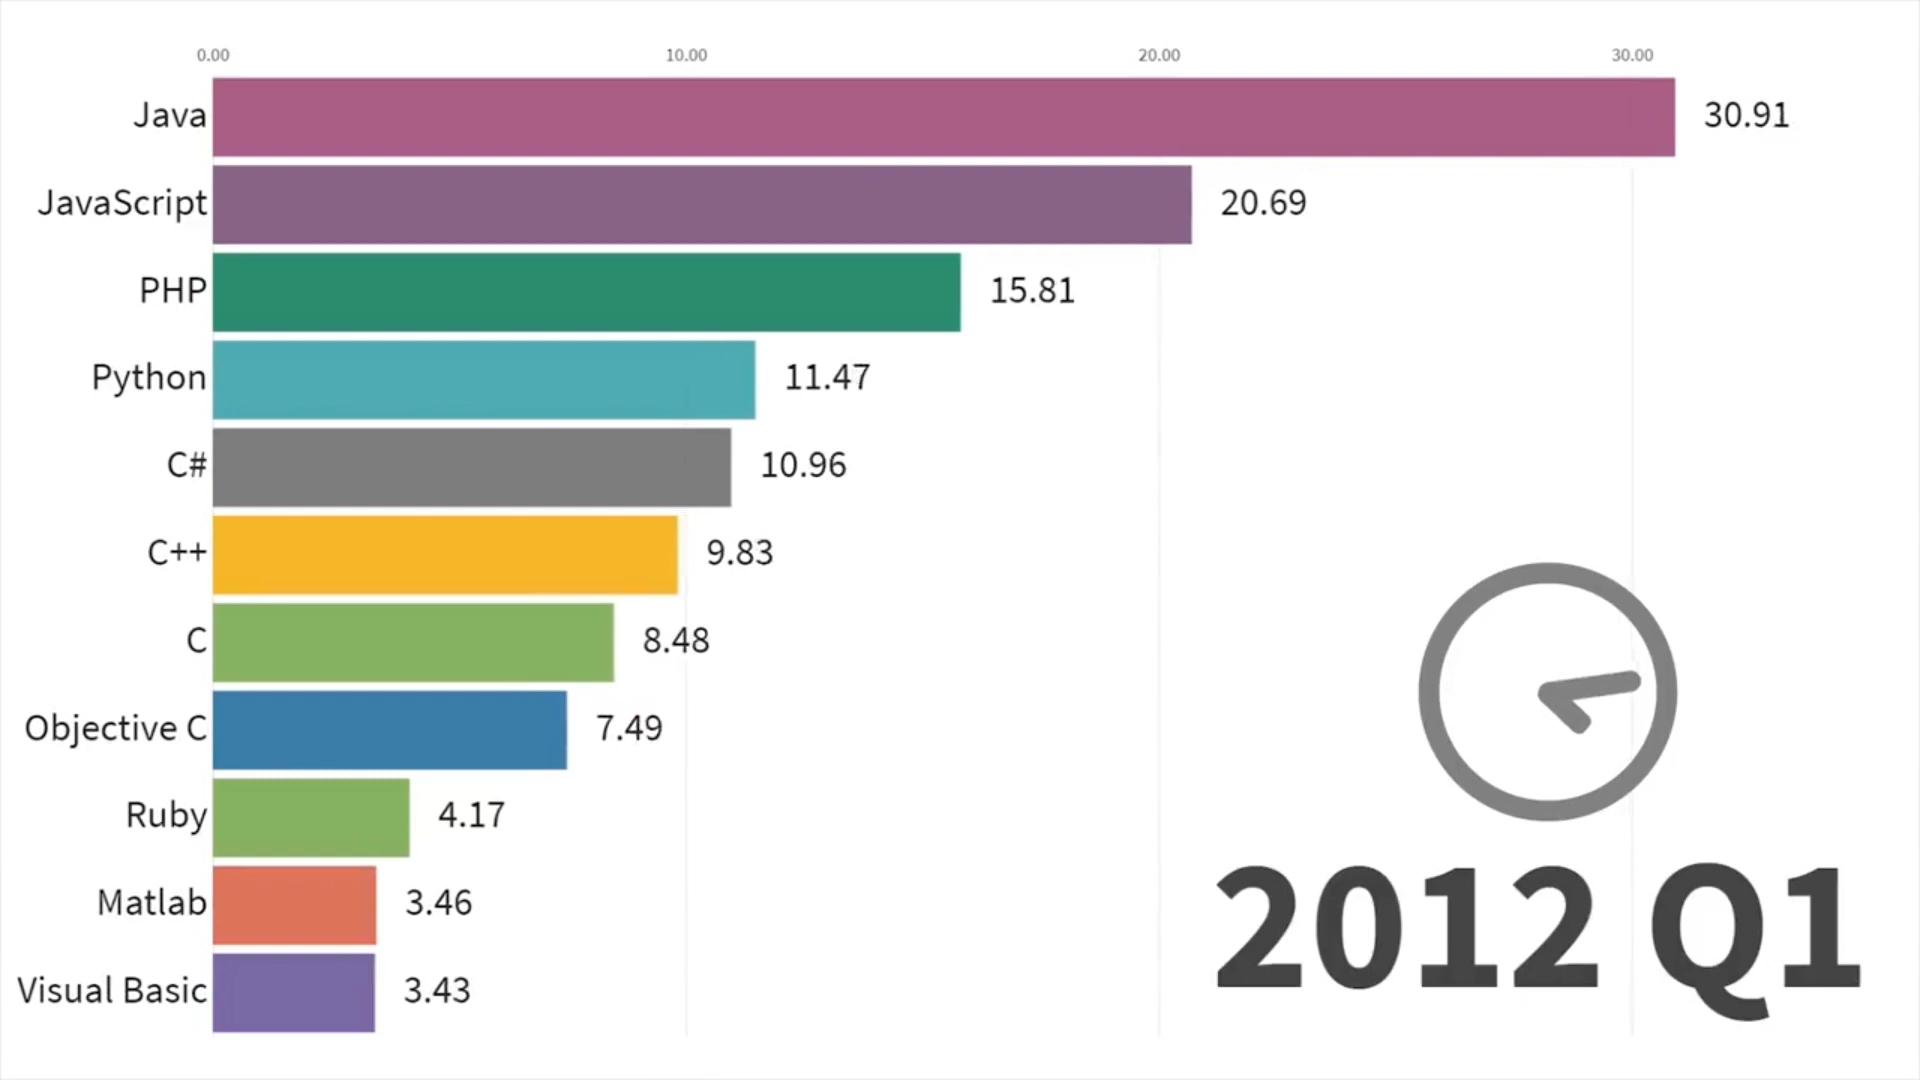 0.00 10.00 20.00 30.00
Java 30.91
JavaScript 20.69
PHP 15.81
Python 11.47
C# 10.96
C++ 9.83
C 8.48
Objective C 7.49
Ruby 4.17
Matlab 3.46
Visual Basic 3.43
2012 Q1